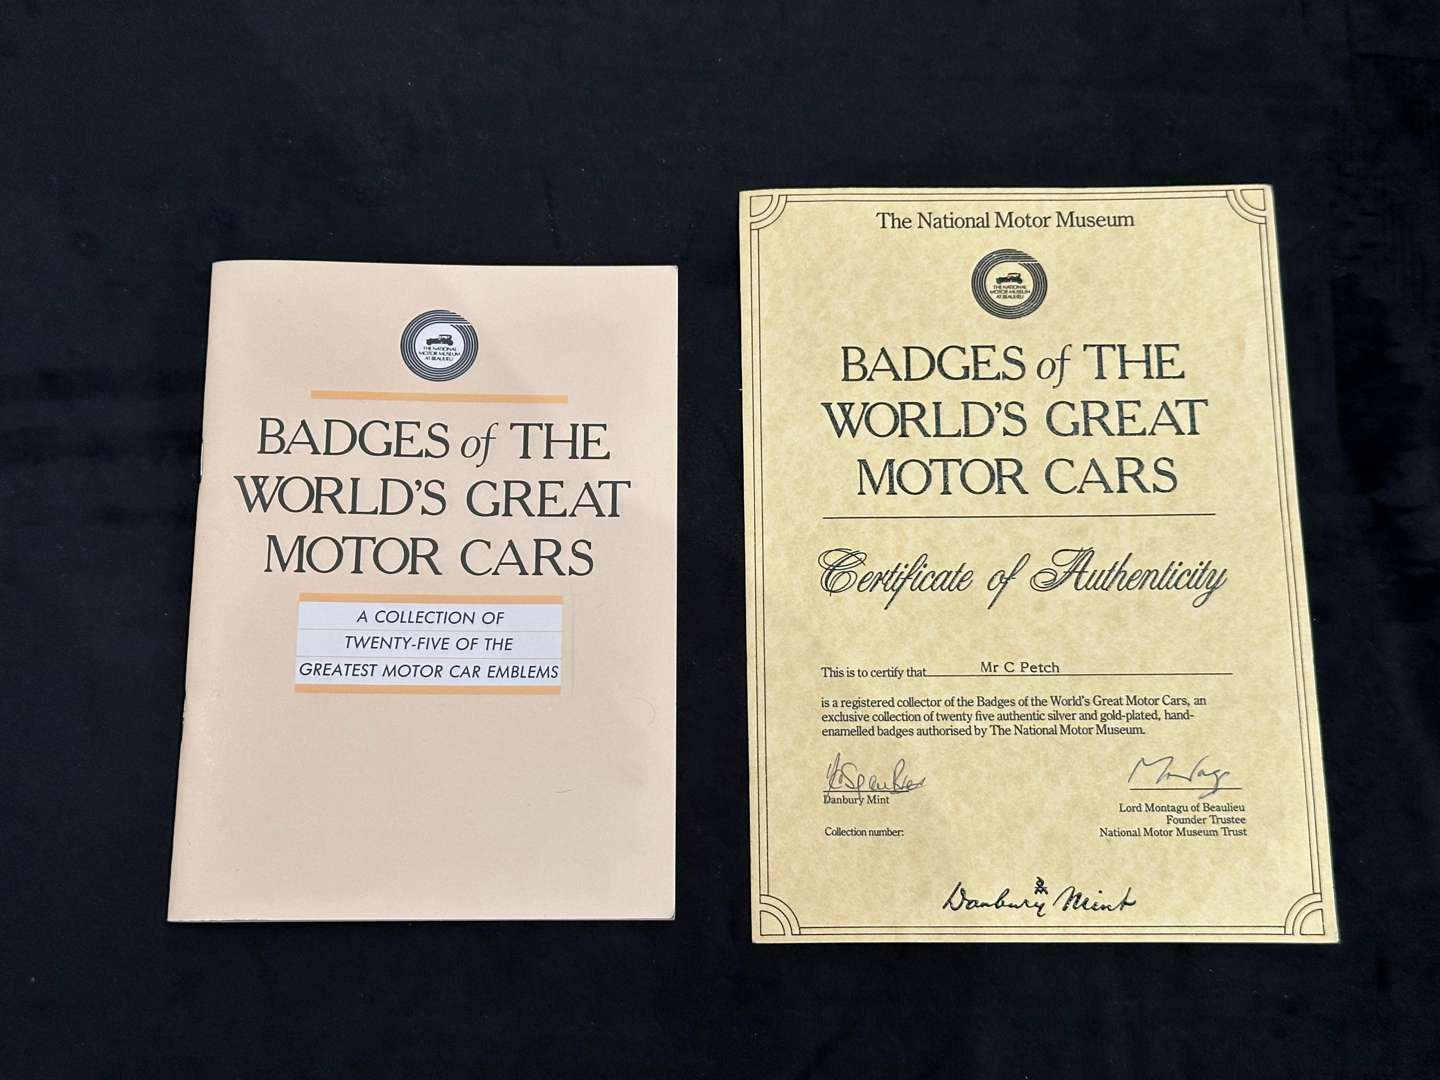 THE NATIONAL
MOTOR MUSEUM
AT BEAULIEU
BADGES of THE
WORLD'S GREAT
MOTOR CARS
A COLLECTION OF
TWENTY-FIVE OF THE
GREATEST MOTOR CAR EMBLEMS
The National Motor Museum
THE NATIONAL
MOTOR MUSEUM
AT BEAULIEU
BADGES of THE
WORLD'S GREAT
MOTOR CARS
Certificate of Authenticity
This is to certify that Mr C Petch
is a registered collector of the Badges of the World's Great Motor Cars, an
exclusive collection of twenty five authentic silver and gold-plated, hand-
enamelled badges authorised by The National Motor Museum.
Montagu
Danbury Mint
Lord Montagu of Beaulieu
Founder Trustee
Collection number:
National Motor Museum Trust
Danbury Mint